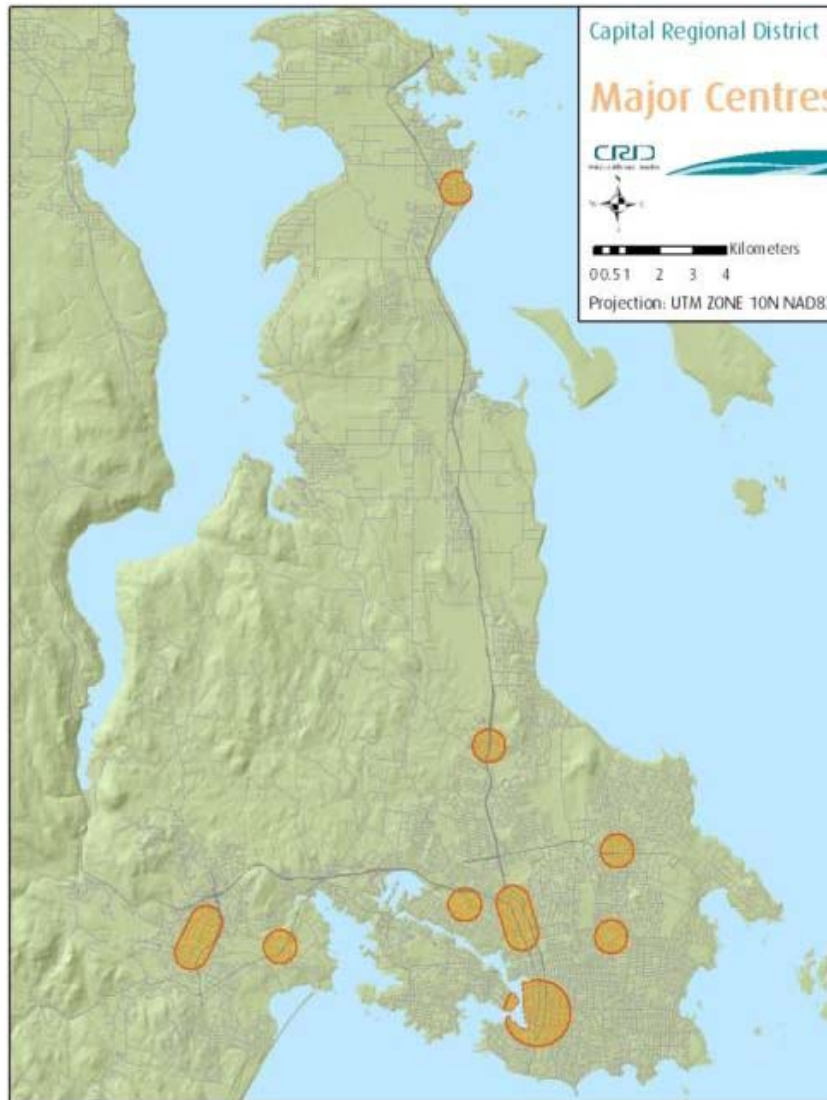 Capital Regional District
Major Centres
CRD
N
Kilometers
0 0.5 1 2 3 4
Projection: UTM ZONE 10N NAD83